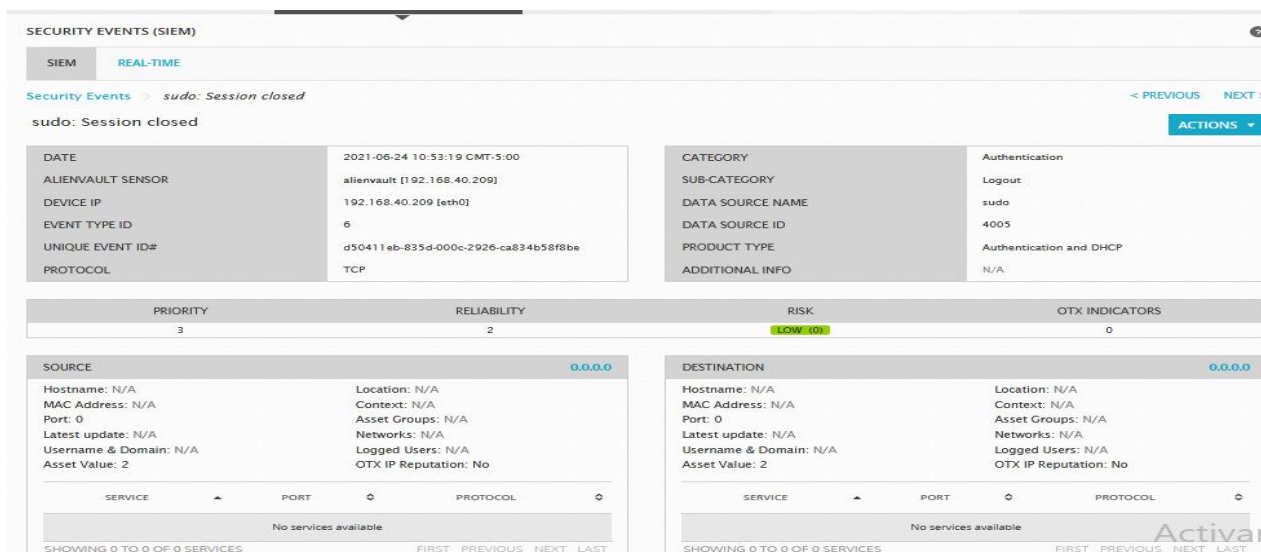 SECURITY EVENTS (SIEM)
SIEM REAL-TIME
Security Events > sudo: Session closed < PREVIOUS NEXT >
sudo: Session closed
ACTIONS
DATE 2021-06-24 10:53:19 GMT-5:00
ALIENVAULT SENSOR alienvault [192.168.40.209]
DEVICE IP 192.168.40.209 [eth0]
EVENT TYPE ID 6
UNIQUE EVENT ID# d50411eb-835d-000c-2926-ca834b58f8be
PROTOCOL TCP
CATEGORY Authentication
SUB-CATEGORY Logout
DATA SOURCE NAME sudo
DATA SOURCE ID 4005
PRODUCT TYPE Authentication and DHCP
ADDITIONAL INFO N/A
PRIORITY RELIABILITY RISK OTX INDICATORS
3 2 LOW (0) 0
SOURCE 0.0.0.0
Hostname: N/A Location: N/A
MAC Address: N/A Context: N/A
Port: 0 Asset Groups: N/A
Latest update: N/A Networks: N/A
Username & Domain: N/A Logged Users: N/A
Asset Value: 2 OTX IP Reputation: No
SERVICE PORT PROTOCOL
No services available
SHOWING 0 TO 0 OF 0 SERVICES FIRST PREVIOUS NEXT LAST
DESTINATION 0.0.0.0
Hostname: N/A Location: N/A
MAC Address: N/A Context: N/A
Port: 0 Asset Groups: N/A
Latest update: N/A Networks: N/A
Username & Domain: N/A Logged Users: N/A
Asset Value: 2 OTX IP Reputation: No
SERVICE PORT PROTOCOL
No services available
SHOWING 0 TO 0 OF 0 SERVICES FIRST PREVIOUS NEXT LAST
Activar